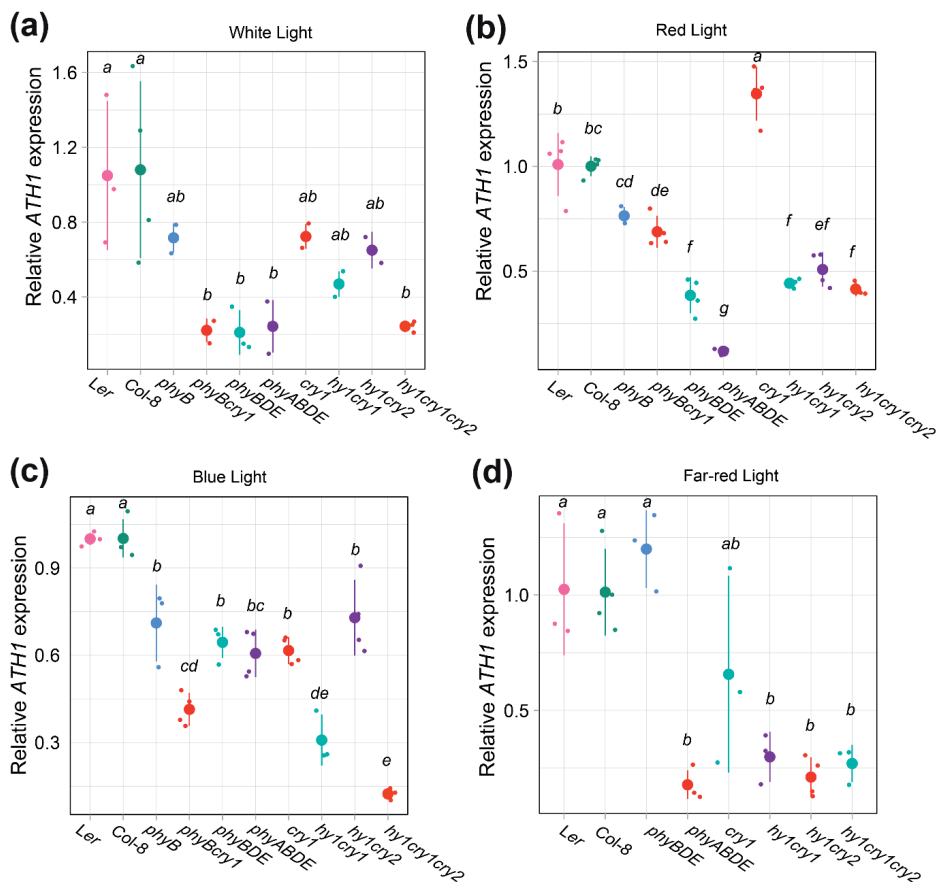 (a)
White Light
Relative ATH1 expression
1.6
1.2
0.8
0.4
a
a
ab
b
b
b
ab
ab
ab
b
Ler
Col-8
phyB
phyBcry1
phyBDE
phyABDE
cry1
hy1cry1
hy1cry2
hy1cry1cry2
(b)
Red Light
Relative ATH1 expression
1.5
1.0
0.5
b
bc
cd
de
f
g
a
f
ef
f
Ler
Col-8
phyB
phyBcry1
phyBDE
phyABDE
cry1
hy1cry1
hy1cry2
hy1cry1cry2
(c)
Blue Light
Relative ATH1 expression
0.9
0.6
0.3
a
a
b
cd
b
bc
b
de
b
e
Ler
Col-8
phyB
phyBcry1
phyBDE
phyABDE
cry1
hy1cry1
hy1cry2
hy1cry1cry2
(d)
Far-red Light
Relative ATH1 expression
1.0
0.5
a
a
a
b
ab
b
b
b
Ler
Col-8
phyBDE
phyABDE
cry1
hy1cry1
hy1cry2
hy1cry1cry2